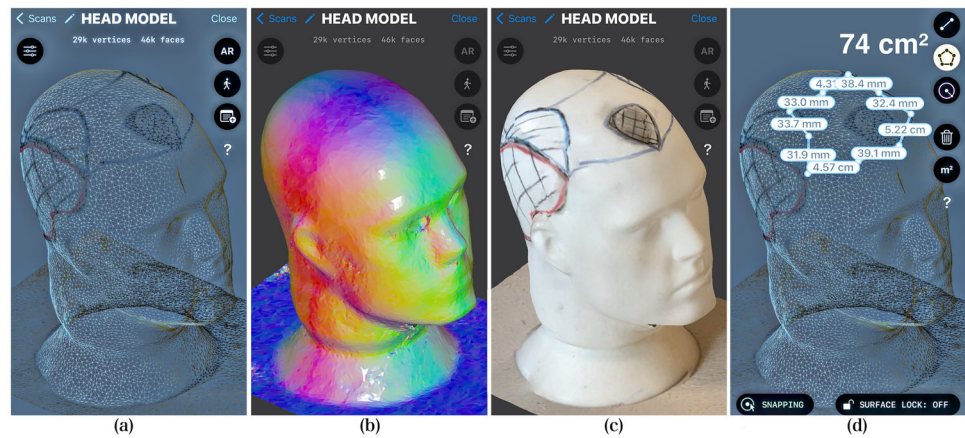 Scans HEAD MODEL Close
29k vertices 46k faces
AR
?
(a)
Scans HEAD MODEL Close
29k vertices 46k faces
AR
?
(b)
Scans HEAD MODEL Close
29k vertices 46k faces
AR
?
(c)
74 cm²
38.4 mm
33.0 mm
32.4 mm
33.7 mm
5.22 cm
31.9 mm
39.1 mm
4.57 cm
m²
?
SNAPPING
SURFACE LOCK: OFF
(d)